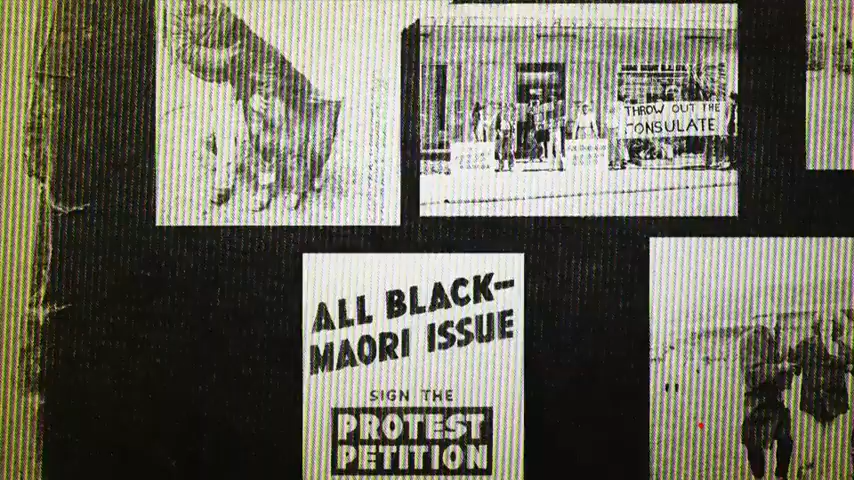 THROW OUT THE
CONSULATE
ALL BLACK-
MAORI ISSUE
SIGN THE
PROTEST
PETITION